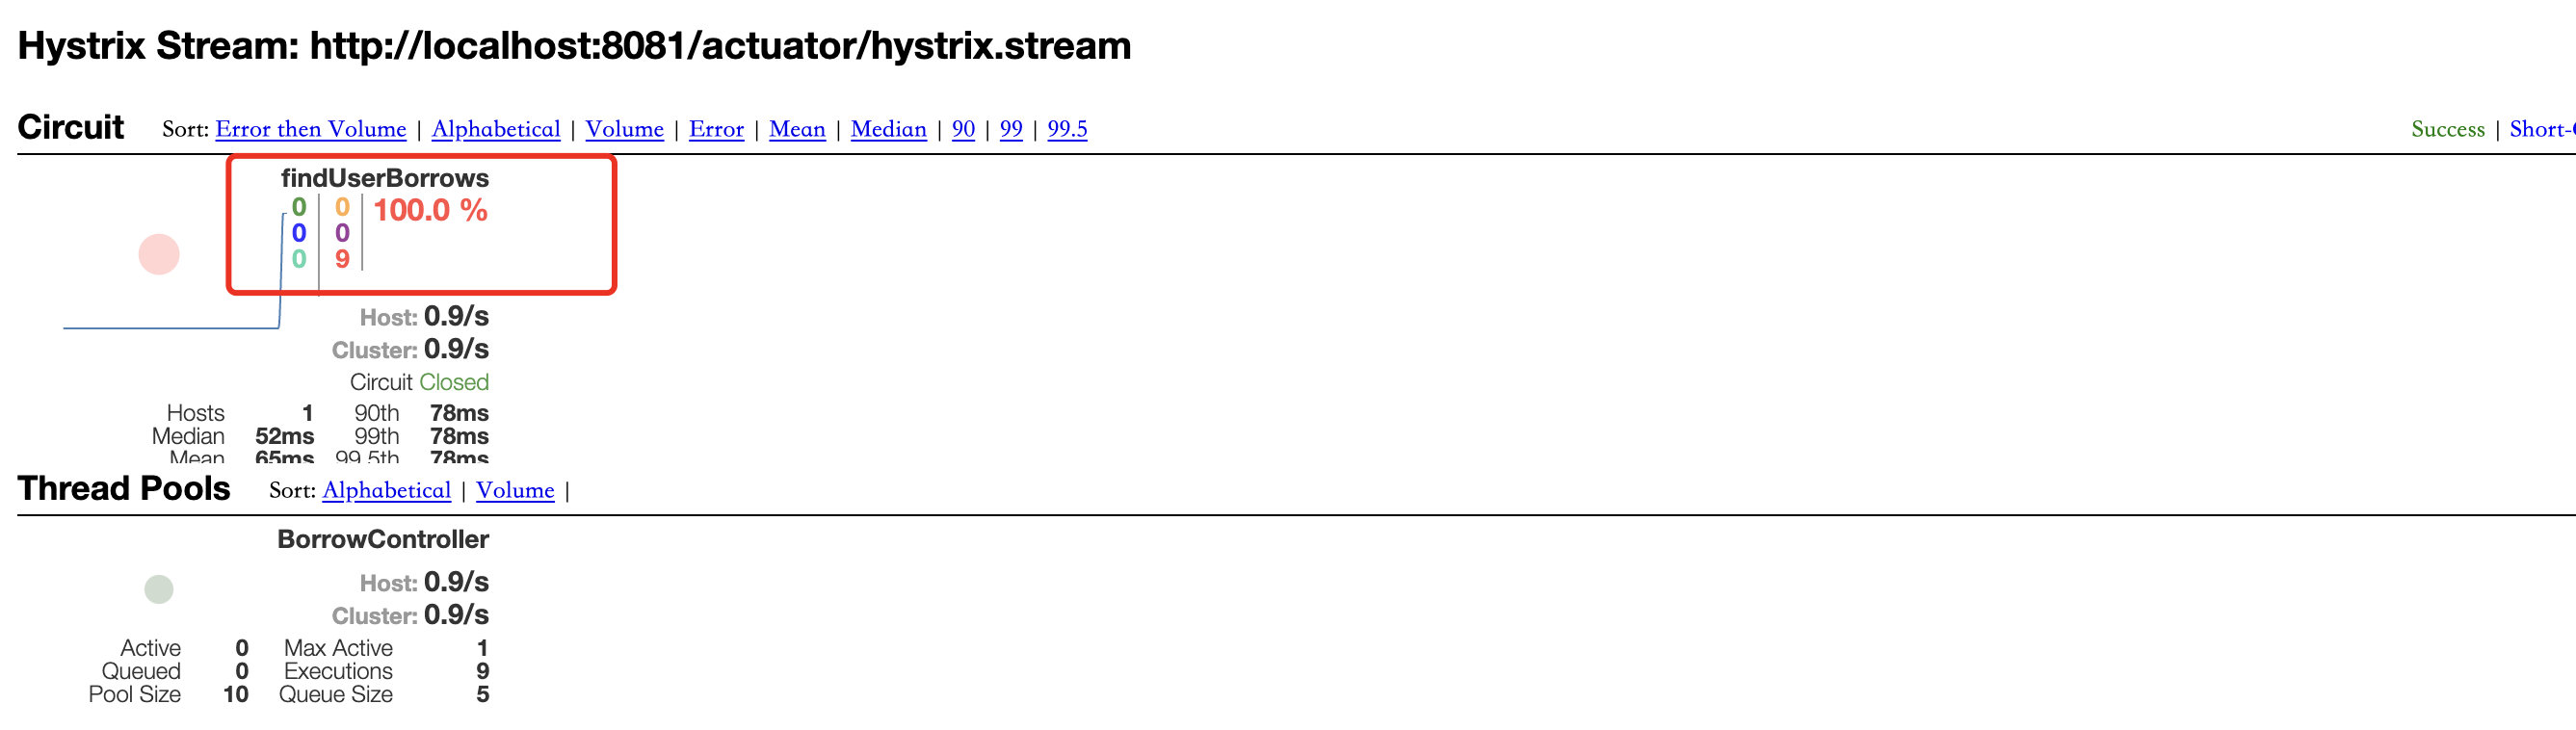 Hystrix Stream: http://localhost:8081/actuator/hystrix.stream
Circuit Sort: Error then Volume | Alphabetical | Volume | Error | Mean | Median | 90 | 99 | 99.5
Success | Short-
findUserBorrows
0 0 100.0 %
0 0
0 9
Host: 0.9/s
Cluster: 0.9/s
Circuit Closed
Hosts 1 90th 78ms
Median 52ms 99th 78ms
Mean 65ms 99.5th 78ms
Thread Pools Sort: Alphabetical | Volume |
BorrowController
Host: 0.9/s
Cluster: 0.9/s
Active 0 Max Active 1
Queued 0 Executions 9
Pool Size 10 Queue Size 5